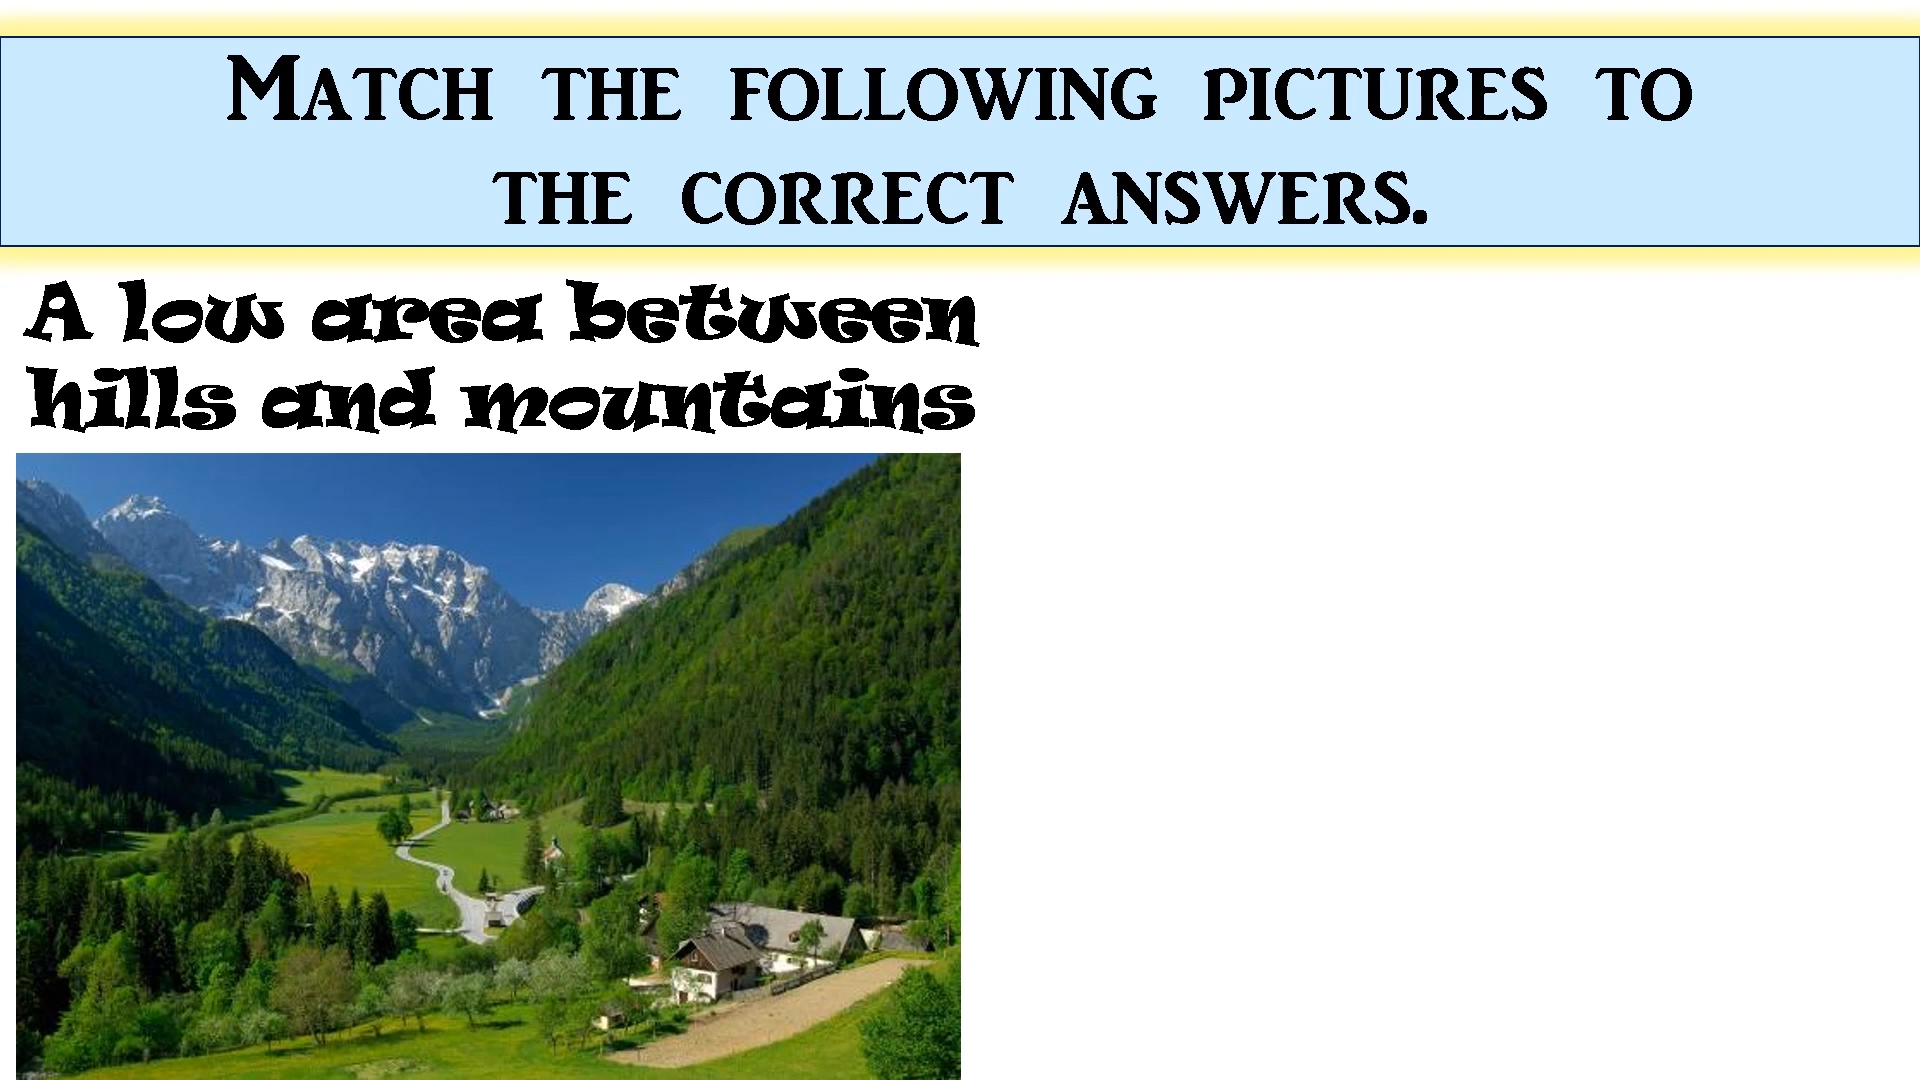 Match the following pictures to
the correct answers.
A low area between
hills and mountains